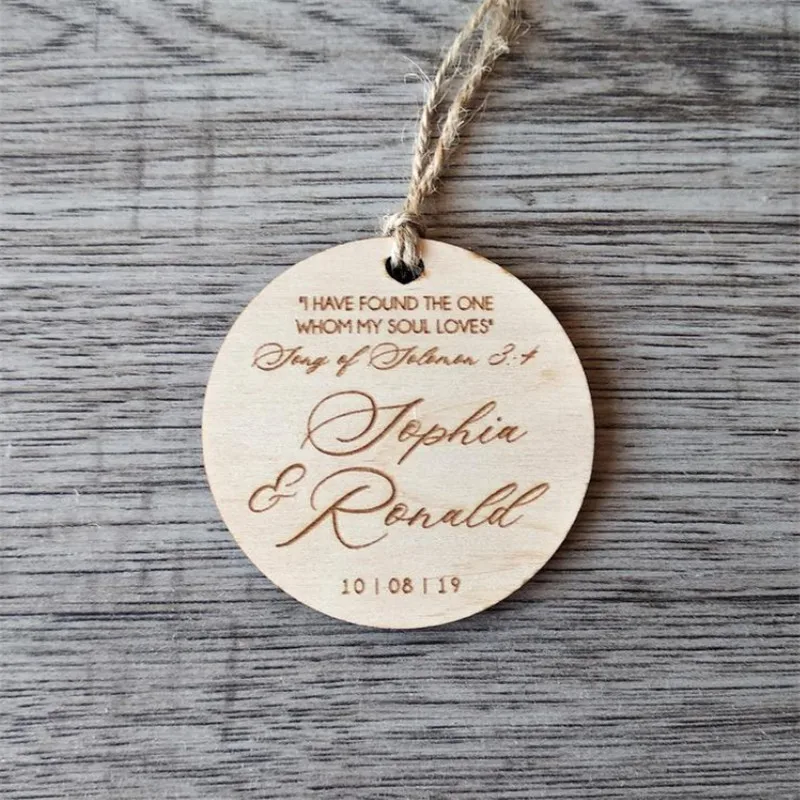 "I HAVE FOUND THE ONE
WHOM MY SOUL LOVES"
Song of Solomon 3:4
Sophia
& Ronald
10 | 08 | 19